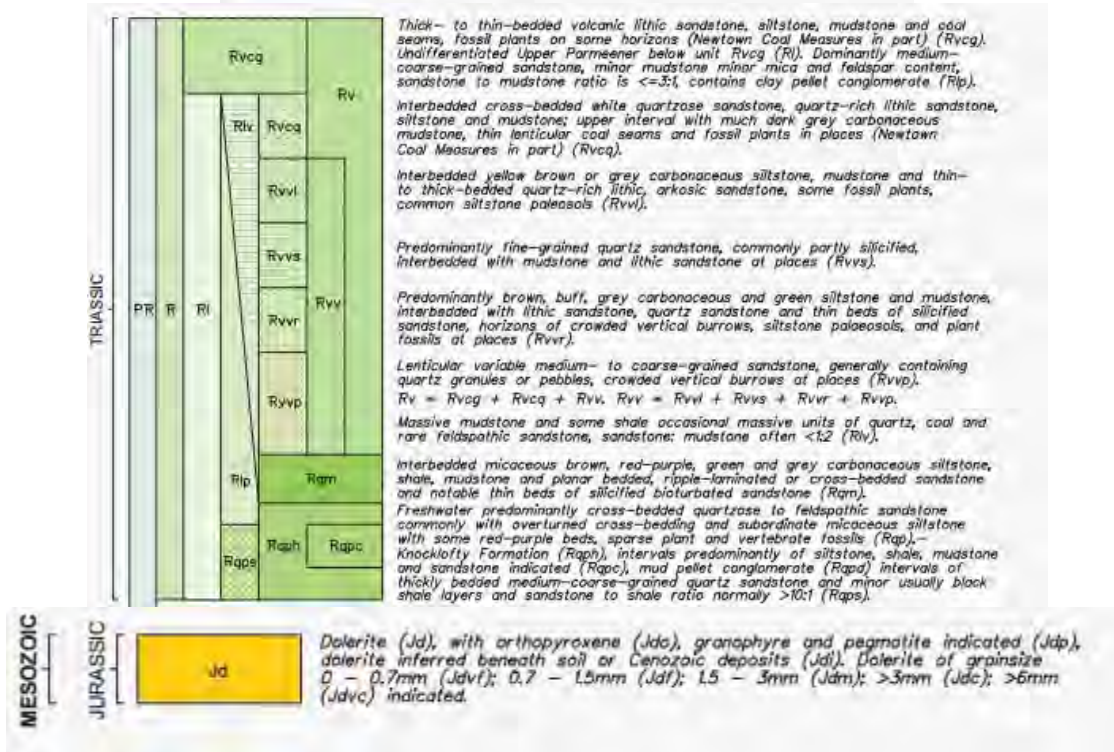 TRIASSIC
PR
R
Rl
Rvcg
Rv
Rlv
Rvcq
Rvvl
Rvvs
Rvvr
Rvv
Rvvp
Rlp
Rqm
Rqps
Rqph
Rqpc
Thick- to thin-bedded volcanic lithic sandstone, siltstone, mudstone and coal
seams, fossil plants on some horizons (Newtown Coal Measures in part) (Rvcg).
Undifferentiated Upper Parmeener below unit Rvcg (Rl). Dominantly medium-
coarse-grained sandstone, minor mudstone minor mica and feldspar content,
sandstone to mudstone ratio is <=3:1, contains clay pellet conglomerate (Rlp).
Interbedded cross-bedded white quartzose sandstone, quartz-rich lithic sandstone,
siltstone and mudstone; upper interval with much dark grey carbonaceous
mudstone, thin lenticular coal seams and fossil plants in places (Newtown
Coal Measures in part) (Rvcq).
Interbedded yellow brown or grey carbonaceous siltstone, mudstone and thin-
to thick-bedded quartz-rich lithic, arkosic sandstone, some fossil plants,
common siltstone paleosols (Rvvl).
Predominantly fine-grained quartz sandstone, commonly partly silicified,
interbedded with mudstone and lithic sandstone at places (Rvvs).
Predominantly brown, buff, grey carbonaceous and green siltstone and mudstone,
interbedded with lithic sandstone, quartz sandstone and thin beds of silicified
sandstone, horizons of crowded vertical burrows, siltstone palaeosols, and plant
fossils at places (Rvvr).
Lenticular variable medium- to coarse-grained sandstone, generally containing
quartz granules or pebbles, crowded vertical burrows at places (Rvvp).
Rv = Rvcg + Rvcq + Rvv. Rvv = Rvvl + Rvvs + Rvvr + Rvvp.
Massive mudstone and some shale occasional massive units of quartz, coal and
rare feldspathic sandstone, sandstone: mudstone often <1:2 (Rlv).
Interbedded micaceous brown, red-purple, green and grey carbonaceous siltstone,
shale, mudstone and planar bedded, ripple-laminated or cross-bedded sandstone
and notable thin beds of silicified bioturbated sandstone (Rqm).
Freshwater predominantly cross-bedded quartzose to feldspathic sandstone
commonly with overturned cross-bedding and subordinate micaceous siltstone
with some red-purple beds, sparse plant and vertebrate fossils (Rqp),-
Knocklofty Formation (Rqph), intervals predominantly of siltstone, shale, mudstone
and sandstone indicated (Rqpc), mud pellet conglomerate (Rqpd) intervals of
thickly bedded medium-coarse-grained quartz sandstone and minor usually black
shale layers and sandstone to shale ratio normally >10:1 (Rqps).
MESOZOIC
JURASSIC
Jd
Dolerite (Jd), with orthopyroxene (Jdo), granophyre and pegmatite indicated (Jdp),
dolerite inferred beneath soil or Cenozoic deposits (Jdi). Dolerite of grainsize
0 - 0.7mm (Jdvf); 0.7 - 1.5mm (Jdf); 1.5 - 3mm (Jdm); >3mm (Jdc); >6mm
(Jdvc) indicated.